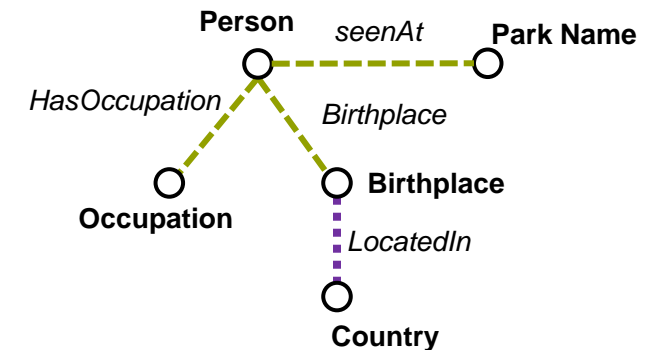 Person
seenAt
Park Name
HasOccupation
Birthplace
Birthplace
Occupation
LocatedIn
Country